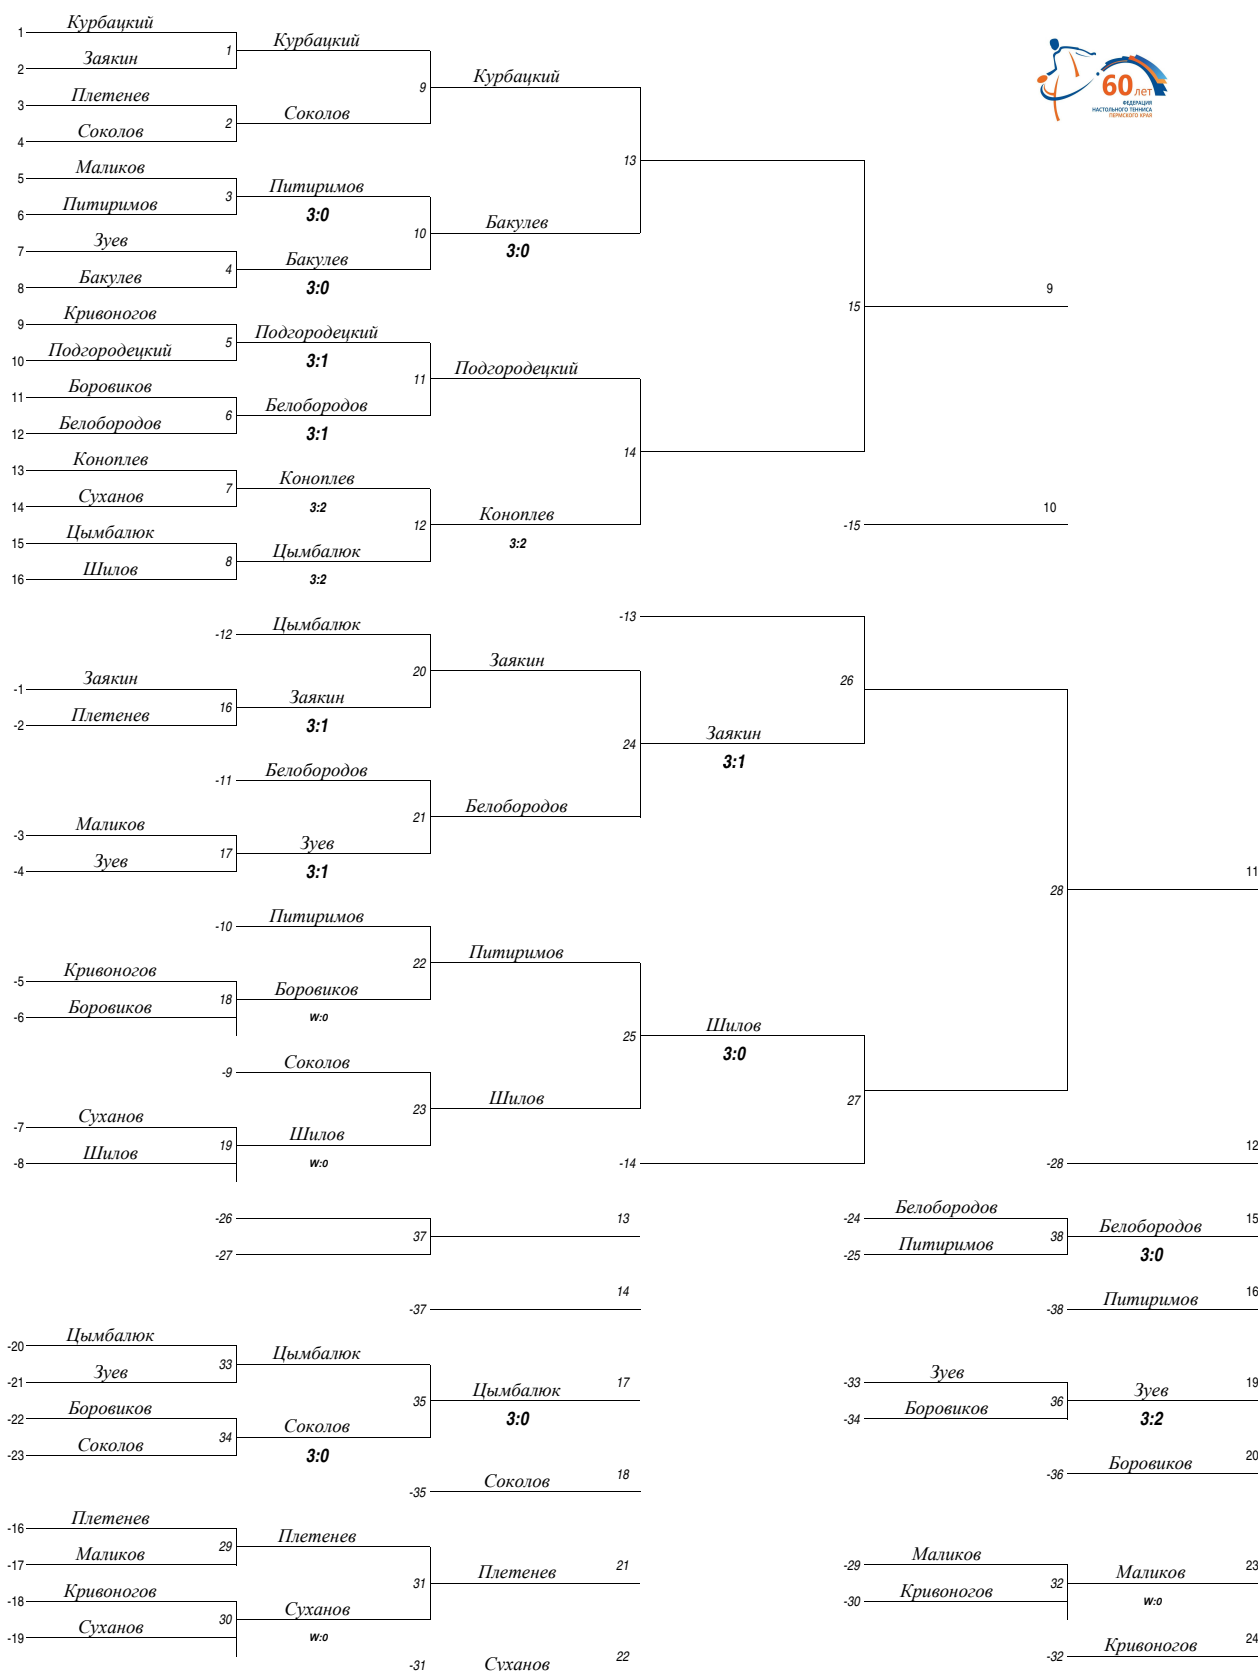 Курбацкий
1
Курбацкий
1
Заякин
2
Курбацкий
9
60 лет
ФЕДЕРАЦИЯ
НАСТОЛЬНОГО ТЕННИСА
ПЕРМСКОГО КРАЯ
Плетенев
3
Соколов
2
Соколов
4
13
Маликов
5
Питиримов
3
3:0
Питиримов
6
Бакулев
10
3:0
Зуев
7
Бакулев
4
3:0
Бакулев
8
9
15
Кривоногов
9
Подгородецкий
5
3:1
Подгородецкий
10
Подгородецкий
11
Боровиков
11
Белобородов
6
3:1
Белобородов
12
14
Коноплев
13
Коноплев
7
3:2
Суханов
14
Коноплев
12
3:2
10
-15
Цымбалюк
15
Цымбалюк
8
3:2
Шилов
16
-13
Цымбалюк
-12
Заякин
20
26
Заякин
-1
Заякин
16
3:1
Плетенев
-2
Заякин
24
3:1
Белобородов
-11
Белобородов
21
Маликов
-3
Зуев
17
3:1
Зуев
-4
11
28
Питиримов
-10
Питиримов
22
Кривоногов
-5
Боровиков
18
W:0
Боровиков
-6
Шилов
25
3:0
Соколов
-9
Шилов
23
27
Суханов
-7
Шилов
19
W:0
Шилов
-8
-14
12
-28
-26
37
13
-27
Белобородов
-24
Белобородов
38
15
3:0
Питиримов
-25
14
-37
Питиримов
-38
16
Цымбалюк
-20
Цымбалюк
33
Зуев
-21
Цымбалюк
35
17
3:0
Зуев
-33
Зуев
36
19
3:2
Боровиков
-34
Боровиков
-22
Соколов
34
3:0
Соколов
-23
Соколов
-35
18
Боровиков
-36
20
Плетенев
-16
Плетенев
29
Маликов
-17
Плетенев
31
21
Маликов
-29
Маликов
32
23
W:0
Кривоногов
-30
Кривоногов
-18
Суханов
30
W:0
Суханов
-19
Суханов
-31
22
Кривоногов
-32
24